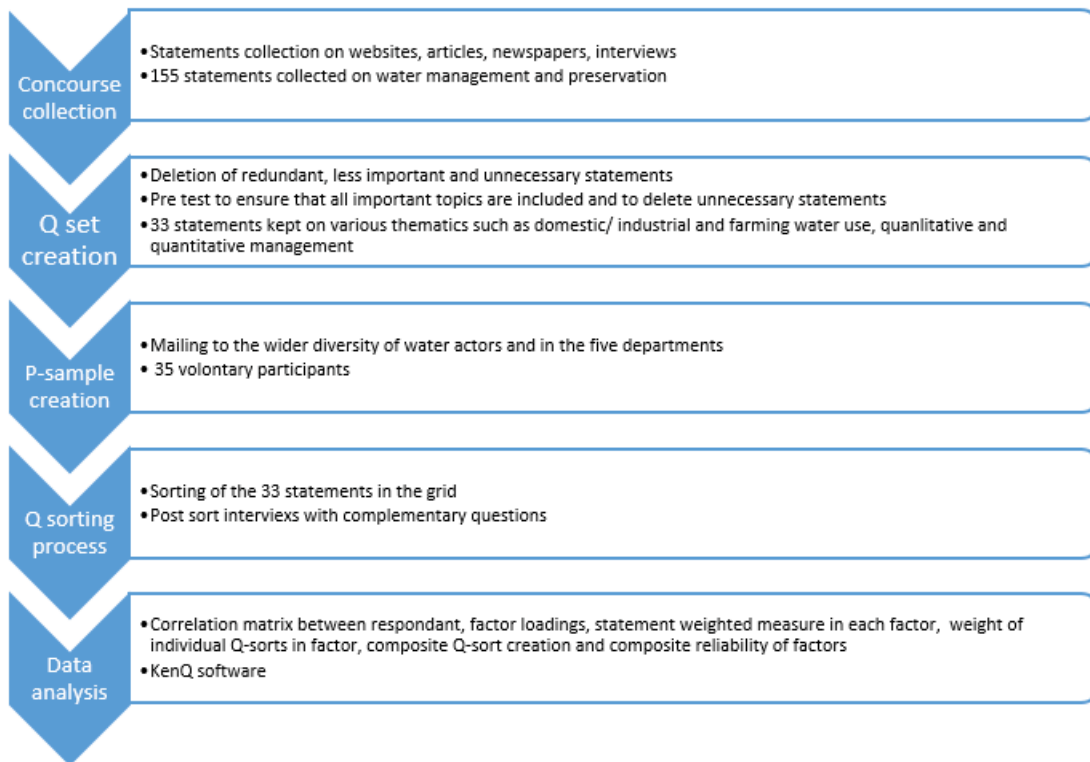 Concourse
collection
•Statements collection on websites, articles, newspapers, interviews
•155 statements collected on water management and preservation
Q set
creation
•Deletion of redundant, less important and unnecessary statements
•Pre test to ensure that all important topics are included and to delete unnecessary statements
•33 statements kept on various thematics such as domestic/ industrial and farming water use, quanlitative and
quantitative management
P-sample
creation
•Mailing to the wider diversity of water actors and in the five departments
• 35 volontary participants
Q sorting
process
•Sorting of the 33 statements in the grid
•Post sort interviexs with complementary questions
Data
analysis
•Correlation matrix between respondant, factor loadings, statement weighted measure in each factor, weight of
individual Q-sorts in factor, composite Q-sort creation and composite reliability of factors
•KenQ software